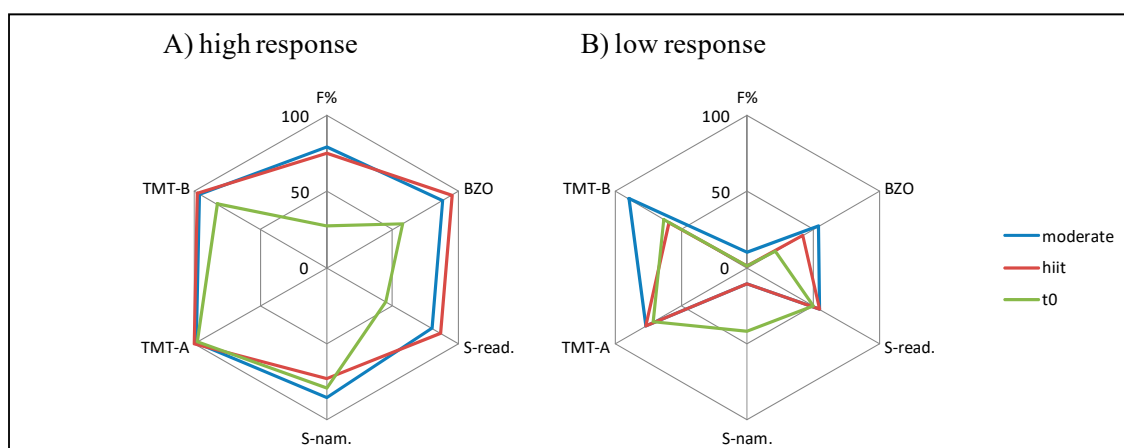 A) high response
F%
100
50
0
BZO
S-read.
S-nam.
TMT-A
TMT-B
B) low response
F%
100
50
0
BZO
S-read.
S-nam.
TMT-A
TMT-B
moderate
hiit
t0